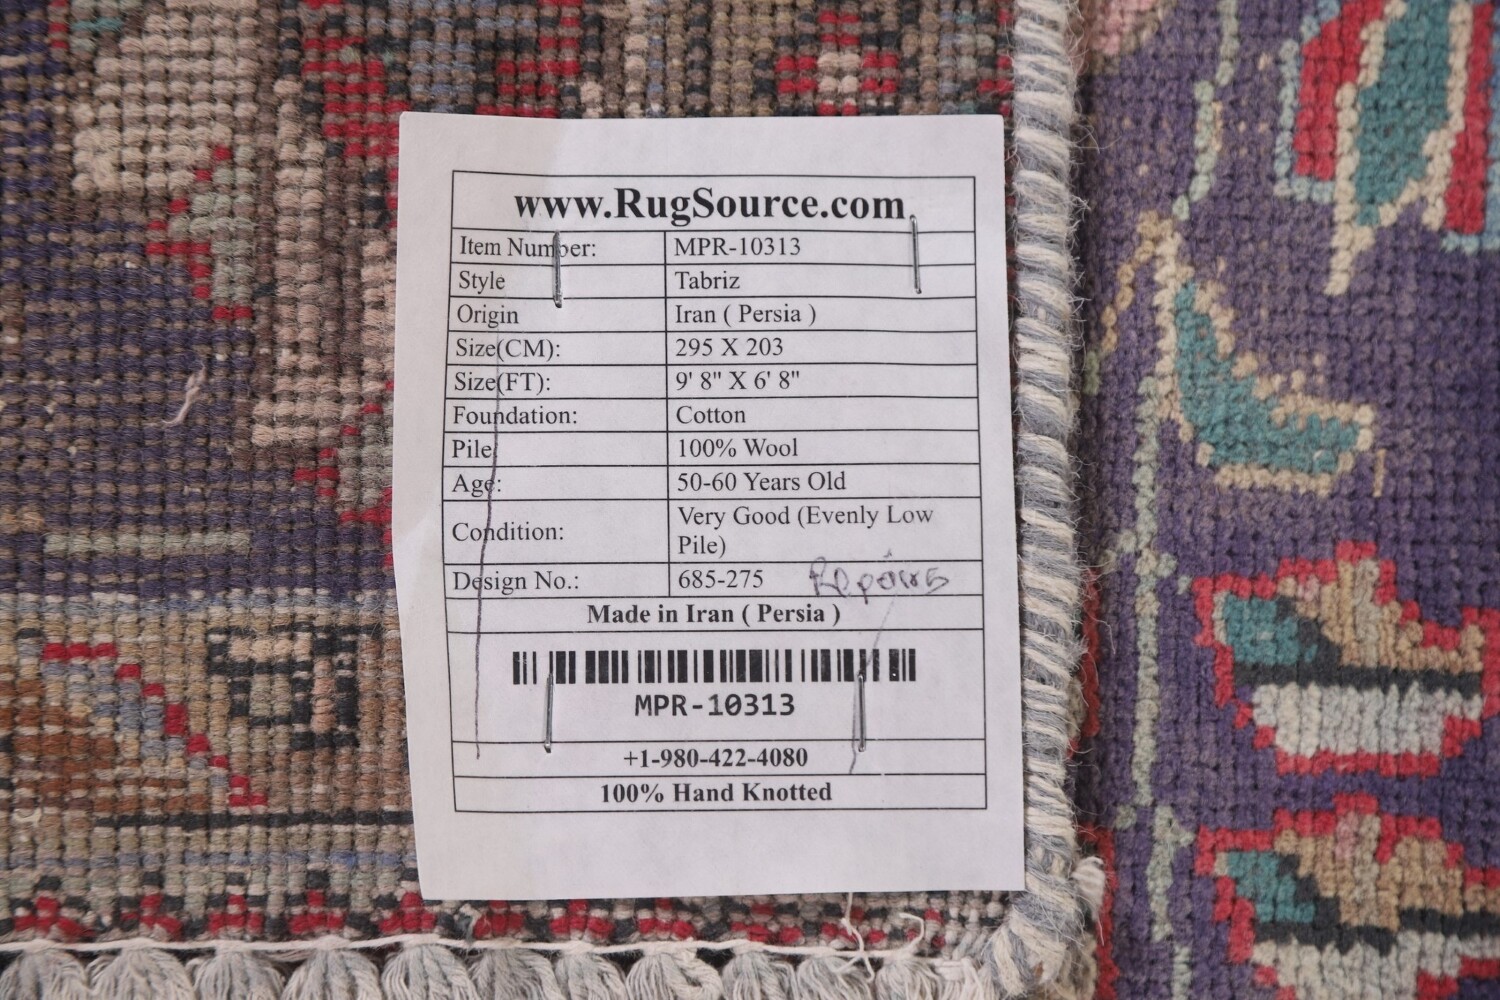 www.RugSource.com
Item Number: MPR-10313
Style Tabriz
Origin Iran ( Persia )
Size(CM): 295 X 203
Size(FT): 9' 8" X 6' 8"
Foundation: Cotton
Pile: 100% Wool
Age: 50-60 Years Old
Condition: Very Good (Evenly Low
Pile)
Design No.: 685-275
Made in Iran ( Persia )
MPR-10313
+1-980-422-4080
100% Hand Knotted